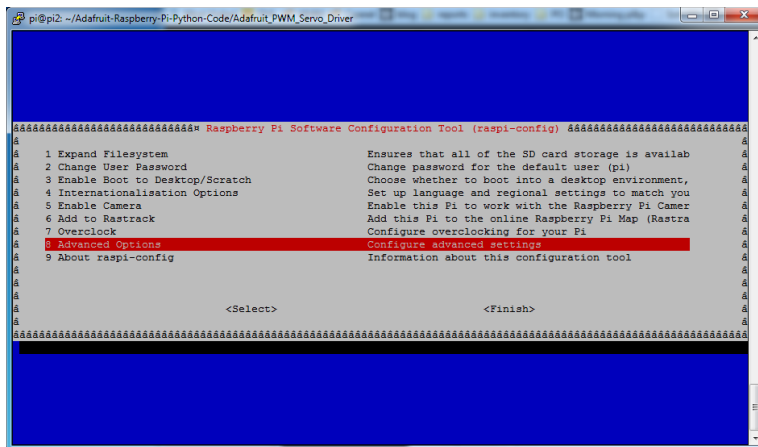 pi@pi2: ~/Adafruit-Raspberry-Pi-Python-Code/Adafruit_PWM_Servo_Driver
Raspberry Pi Software Configuration Tool (raspi-config)
1 Expand Filesystem Ensures that all of the SD card storage is availab
2 Change User Password Change password for the default user (pi)
3 Enable Boot to Desktop/Scratch Choose whether to boot into a desktop environment,
4 Internationalisation Options Set up language and regional settings to match you
5 Enable Camera Enable this Pi to work with the Raspberry Pi Camer
6 Add to Rastrack Add this Pi to the online Raspberry Pi Map (Rastra
7 Overclock Configure overclocking for your Pi
8 Advanced Options Configure advanced settings
9 About raspi-config Information about this configuration tool
<Select> <Finish>